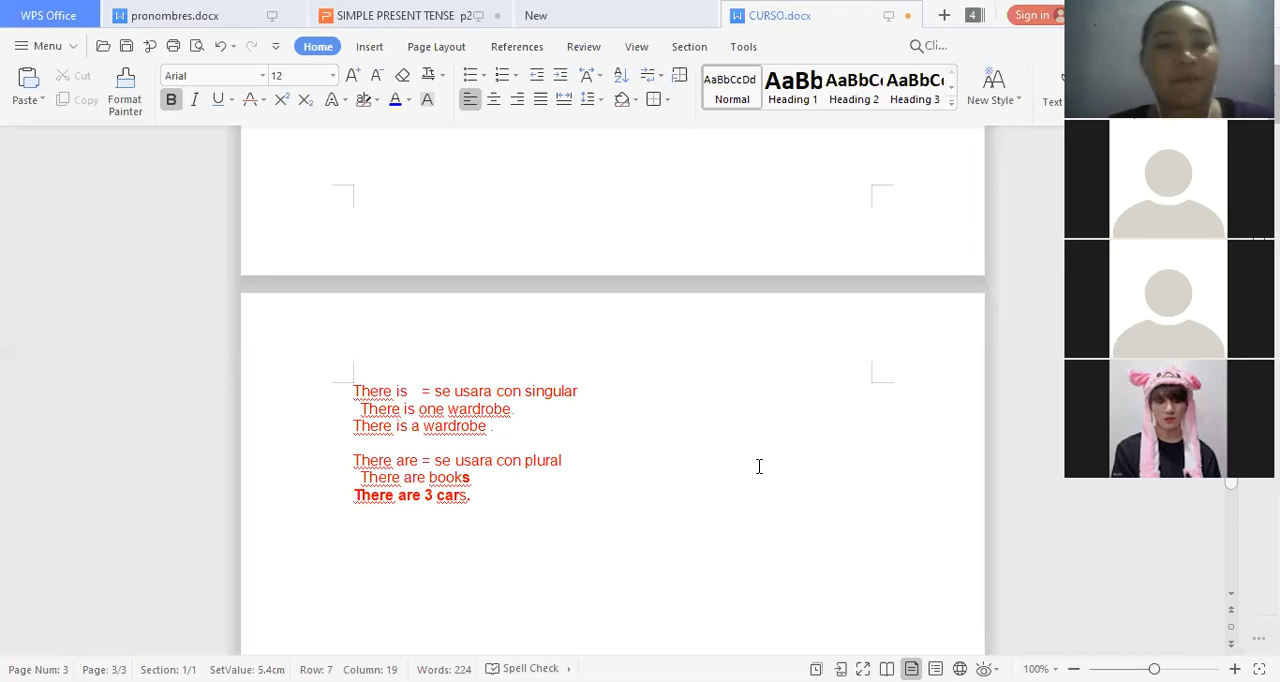 WPS Office
pronombres.docx
SIMPLE PRESENT TENSE p2
New
CURSO.docx
4
Sign in
Menu
Home
Insert
Page Layout
References
Review
View
Section
Tools
Cli...
Paste
Cut
Copy
Format
Painter
Arial
12
AaBbCcDd
Normal
AaBb
Heading 1
AaBbC
Heading 2
AaBbC
Heading 3
New Style
Text
There is = se usara con singular
There is one wardrobe.
There is a wardrobe .
There are = se usara con plural
There are books
There are 3 cars.
Page Num: 3
Page: 3/3
Section: 1/1
SetValue: 5.4cm
Row: 7
Column: 19
Words: 224
Spell Check
100%